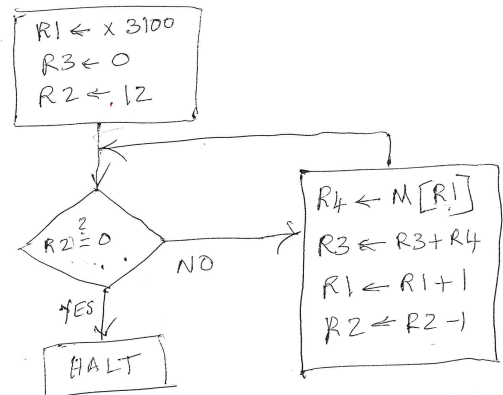 R1 ← x 3100
R3 ← 0
R2 ← 12
R2 ≟ 0
NO
YES
HALT
R4 ← M[R1]
R3 ← R3+R4
R1 ← R1+1
R2 ← R2-1